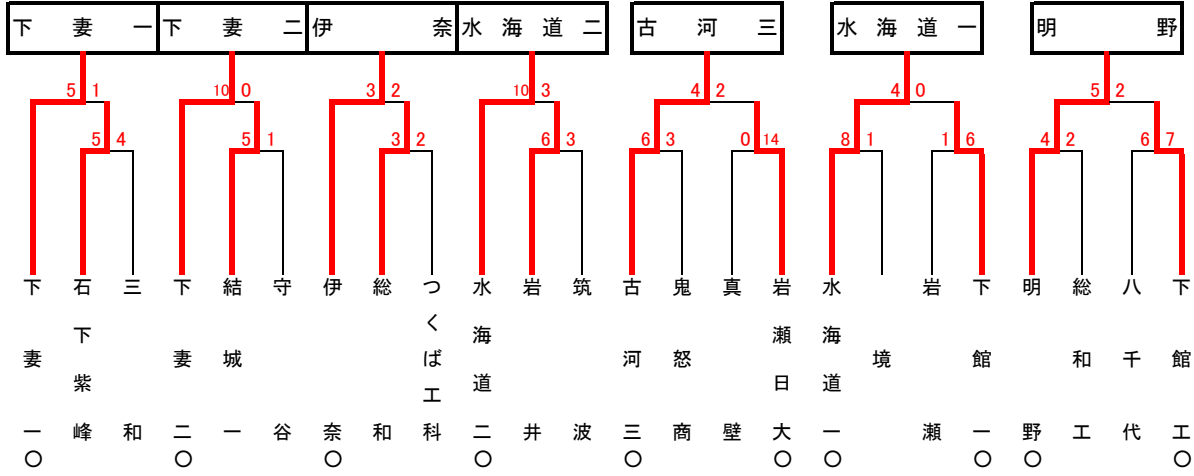 下妻一 下妻二 伊奈 水海道二 古河三 水海道一 明野
5 1 10 0 3 2 10 3 4 2 4 0 5 2
5 4 5 1 3 2 6 3 6 3 0 14 8 1 1 6 4 2 6 7
下妻一
石下紫峰
三和
下妻二
結城一
守谷
伊奈
総和
つくば工科
水海道二
岩井
筑波
古河三
鬼怒商
真壁
岩瀬日大
水海道一
境
岩瀬
下館一
明野
総和工
八千代
下館工
○ ○ ○ ○ ○ ○ ○ ○ ○ ○